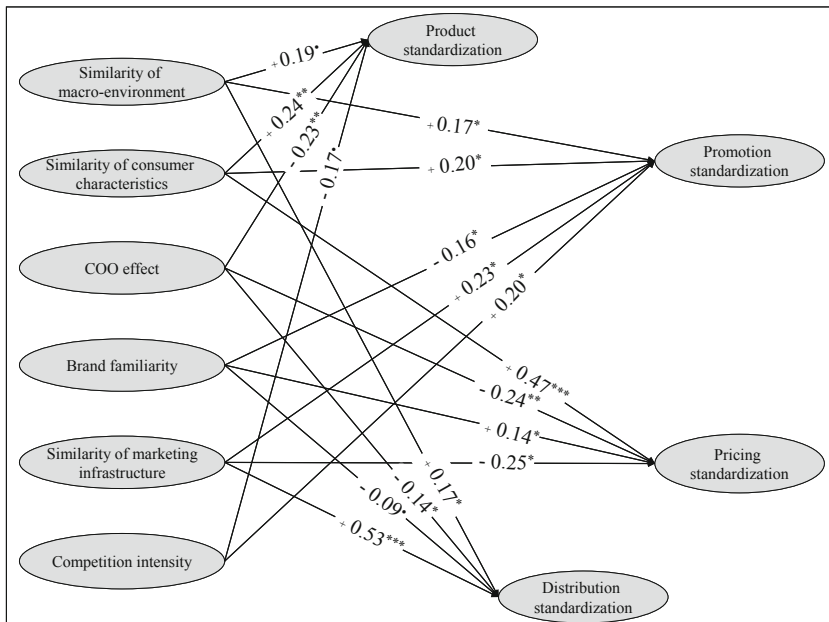 Product
standardization
Similarity of
macro-environment
+ 0.19•
+ 0.24**
- 0.23**
- 0.17•
+ 0.17*
Promotion
standardization
Similarity of consumer
characteristics
+ 0.20*
COO effect
- 0.16*
+ 0.23*
+ 0.20*
Brand familiarity
+ 0.47***
- 0.24**
+ 0.14*
Similarity of marketing
infrastructure
- 0.25*
Pricing
standardization
+ 0.17*
- 0.14*
- 0.09•
+ 0.53***
Competition intensity
Distribution
standardization